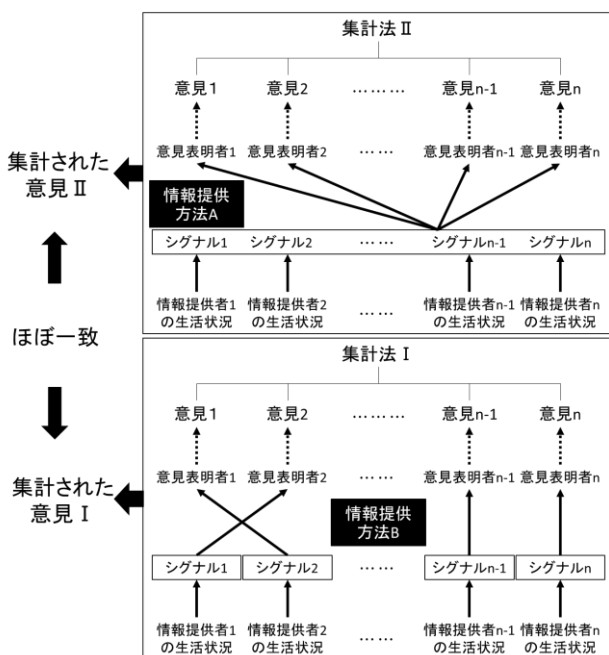 集計法Ⅱ
意見1 意見2 ……… 意見n-1 意見n
意見表明者1 意見表明者2 …… 意見表明者n-1 意見表明者n
集計された
意見Ⅱ
情報提供
方法A
シグナル1 シグナル2 …… シグナルn-1 シグナルn
情報提供者1 情報提供者2 …… 情報提供者n-1 情報提供者n
の生活状況 の生活状況 の生活状況 の生活状況
ほぼ一致
集計法Ⅰ
意見1 意見2 ……… 意見n-1 意見n
意見表明者1 意見表明者2 …… 意見表明者n-1 意見表明者n
集計された
意見Ⅰ
情報提供
方法B
シグナル1 シグナル2 …… シグナルn-1 シグナルn
情報提供者1 情報提供者2 …… 情報提供者n-1 情報提供者n
の生活状況 の生活状況 の生活状況 の生活状況